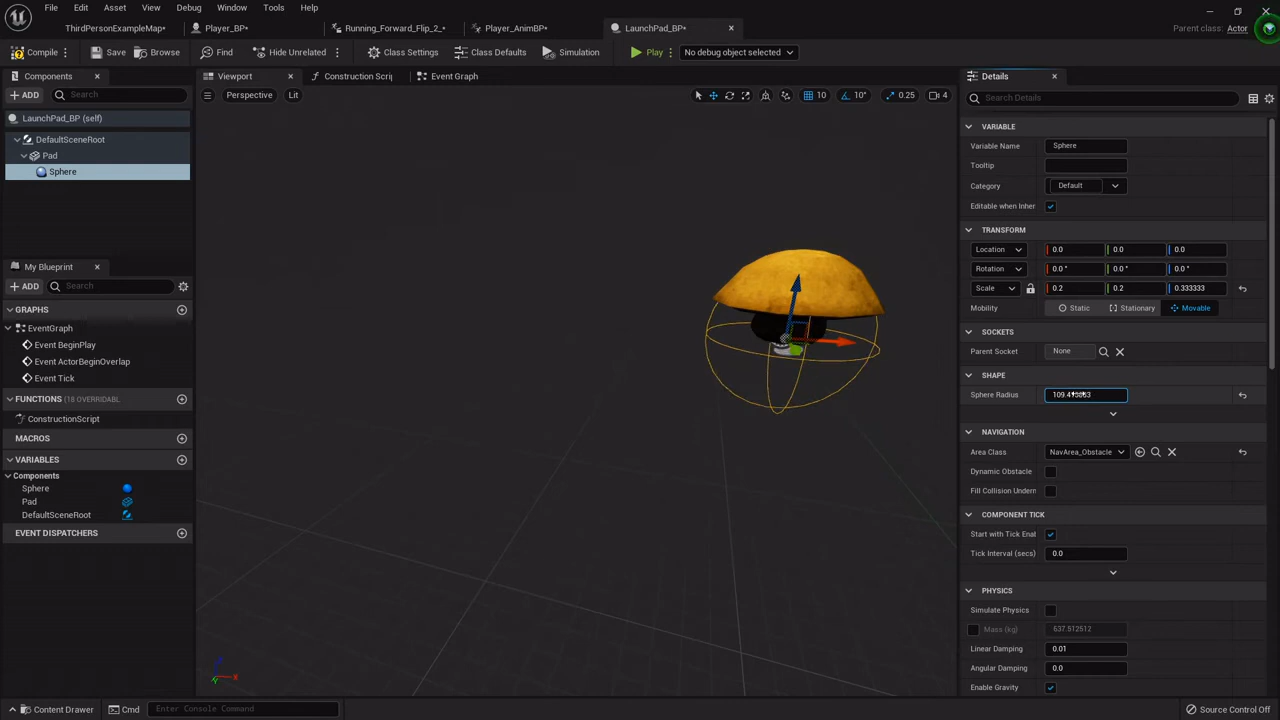 File Edit Asset View Debug Window Tools Help
ThirdPersonExampleMap* Player_BP* Running_Forward_Flip_2_* Player_AnimBP* LaunchPad_BP* Parent class: Actor
Compile Save Browse Find Hide Unrelated Class Settings Class Defaults Simulation Play No debug object selected
Components
ADD Search
LaunchPad_BP (self)
DefaultSceneRoot
Pad
Sphere
My Blueprint
ADD Search
GRAPHS
EventGraph
Event BeginPlay
Event ActorBeginOverlap
Event Tick
FUNCTIONS (18 OVERRIDABL
ConstructionScript
MACROS
VARIABLES
Components
Sphere
Pad
DefaultSceneRoot
EVENT DISPATCHERS
Viewport Construction Scrip Event Graph
Perspective Lit 10 10° 0.25 4
Details
Search Details
VARIABLE
Variable Name Sphere
Tooltip
Category Default
Editable when Inher
TRANSFORM
Location 0.0 0.0 0.0
Rotation 0.0 ° 0.0 ° 0.0 °
Scale 0.2 0.2 0.333333
Mobility Static Stationary Movable
SOCKETS
Parent Socket None
SHAPE
Sphere Radius
NAVIGATION
Area Class NavArea_Obstacle
Dynamic Obstacle
Fill Collision Undern
COMPONENT TICK
Start with Tick Enal
Tick Interval (secs) 0.0
PHYSICS
Simulate Physics
Mass (kg) 637.512512
Linear Damping 0.01
Angular Damping 0.0
Enable Gravity
Content Drawer Cmd Enter Console Command Source Control Off